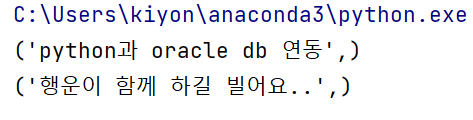 C:\Users\kiyon\anaconda3\python.exe
('python과 oracle db 연동',)
('행운이 함께 하길 빌어요..',)